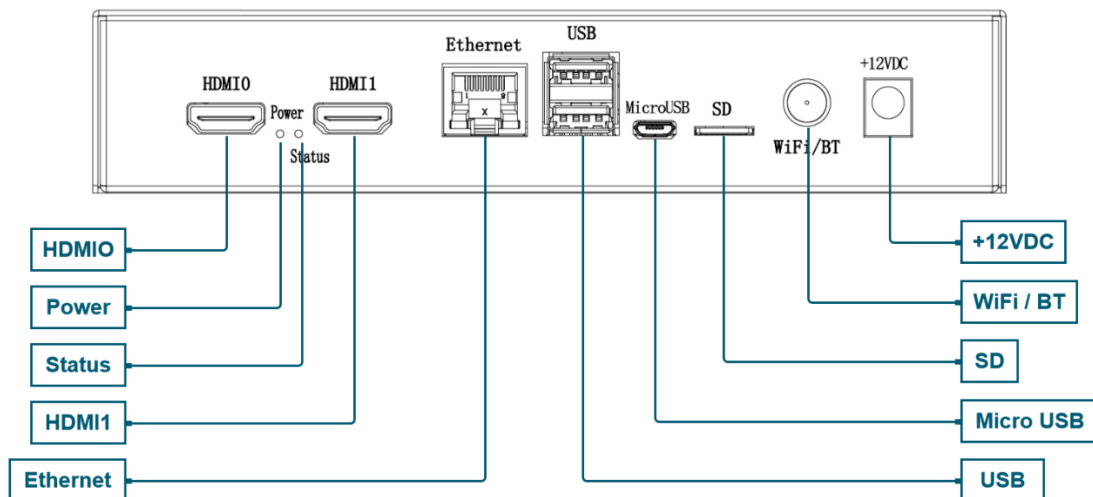 USB
Ethernet
+12VDC
HDMI0
HDMI1
Power
MicroUSB
SD
Status
WiFi/BT
x
HDMIO
+12VDC
Power
WiFi / BT
Status
SD
HDMI1
Micro USB
Ethernet
USB